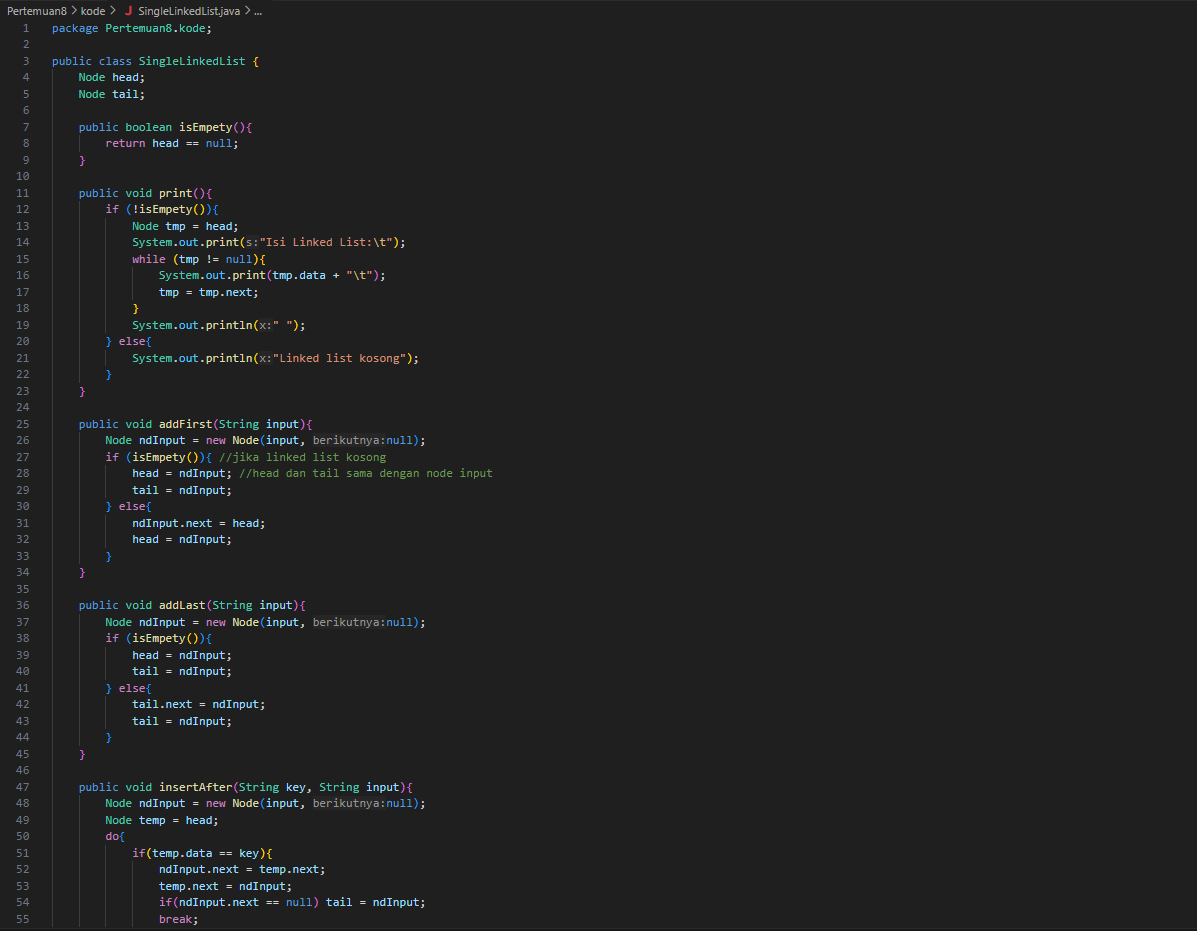 Pertemuan8 > kode > J SingleLinkedList.java > ...
1 package Pertemuan8.kode;
2
3 public class SingleLinkedList {
4     Node head;
5     Node tail;
6
7     public boolean isEmpety(){
8         return head == null;
9     }
10
11     public void print(){
12         if (!isEmpety()){
13             Node tmp = head;
14             System.out.print(s:"Isi Linked List:\t");
15             while (tmp != null){
16                 System.out.print(tmp.data + "\t");
17                 tmp = tmp.next;
18             }
19             System.out.println(x:" ");
20         } else{
21             System.out.println(x:"Linked list kosong");
22         }
23     }
24
25     public void addFirst(String input){
26         Node ndInput = new Node(input, berikutnya:null);
27         if (isEmpety()){ //jika linked list kosong
28             head = ndInput; //head dan tail sama dengan node input
29             tail = ndInput;
30         } else{
31             ndInput.next = head;
32             head = ndInput;
33         }
34     }
35
36     public void addLast(String input){
37         Node ndInput = new Node(input, berikutnya:null);
38         if (isEmpety()){
39             head = ndInput;
40             tail = ndInput;
41         } else{
42             tail.next = ndInput;
43             tail = ndInput;
44         }
45     }
46
47     public void insertAfter(String key, String input){
48         Node ndInput = new Node(input, berikutnya:null);
49         Node temp = head;
50         do{
51             if(temp.data == key){
52                 ndInput.next = temp.next;
53                 temp.next = ndInput;
54                 if(ndInput.next == null) tail = ndInput;
55                 break;